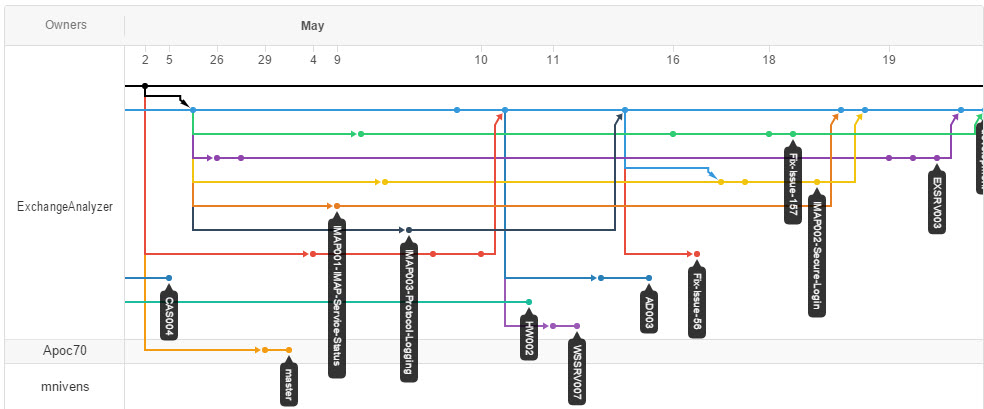 Owners
May
2 5 26 29 4 9 10 11 16 18 19
ExchangeAnalyzer
CAS004
IMAP001-IMAP-Service-Status
IMAP003-Protocol-Logging
HW002
WSSRV007
AD003
Fix-Issue-56
Fix-Issue-157
IMAP002-Secure-Login
EXSRV003
Apoc70
master
mnivens